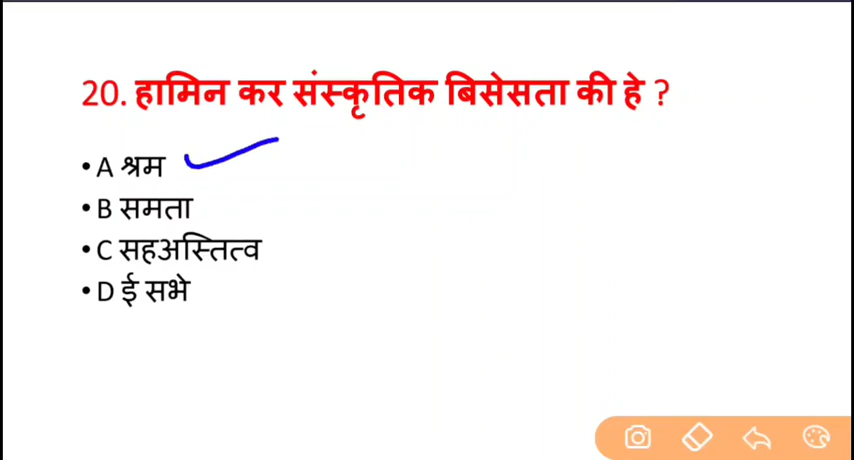 20. हामिन कर संस्कृतिक बिसेसता की हे ?
• A श्रम
• B समता
• C सहअस्तित्व
• D ई सभे